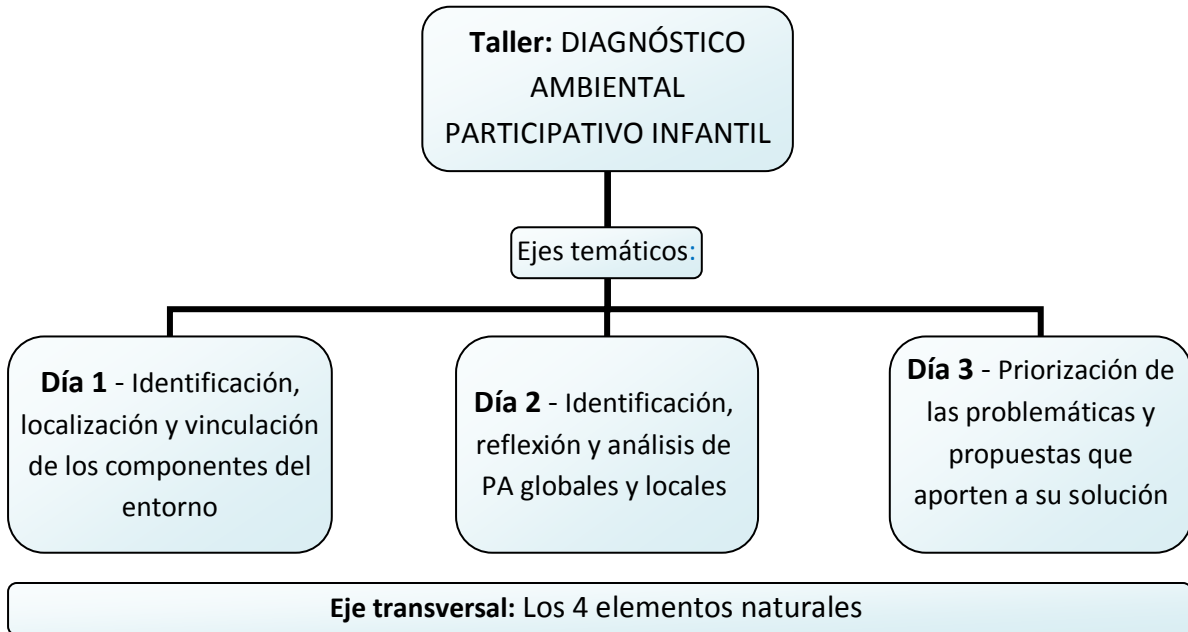 Taller: DIAGNÓSTICO
AMBIENTAL
PARTICIPATIVO INFANTIL
Ejes temáticos:
Día 1 - Identificación,
localización y vinculación
de los componentes del
entorno
Día 2 - Identificación,
reflexión y análisis de
PA globales y locales
Día 3 - Priorización de
las problemáticas y
propuestas que
aporten a su solución
Eje transversal: Los 4 elementos naturales